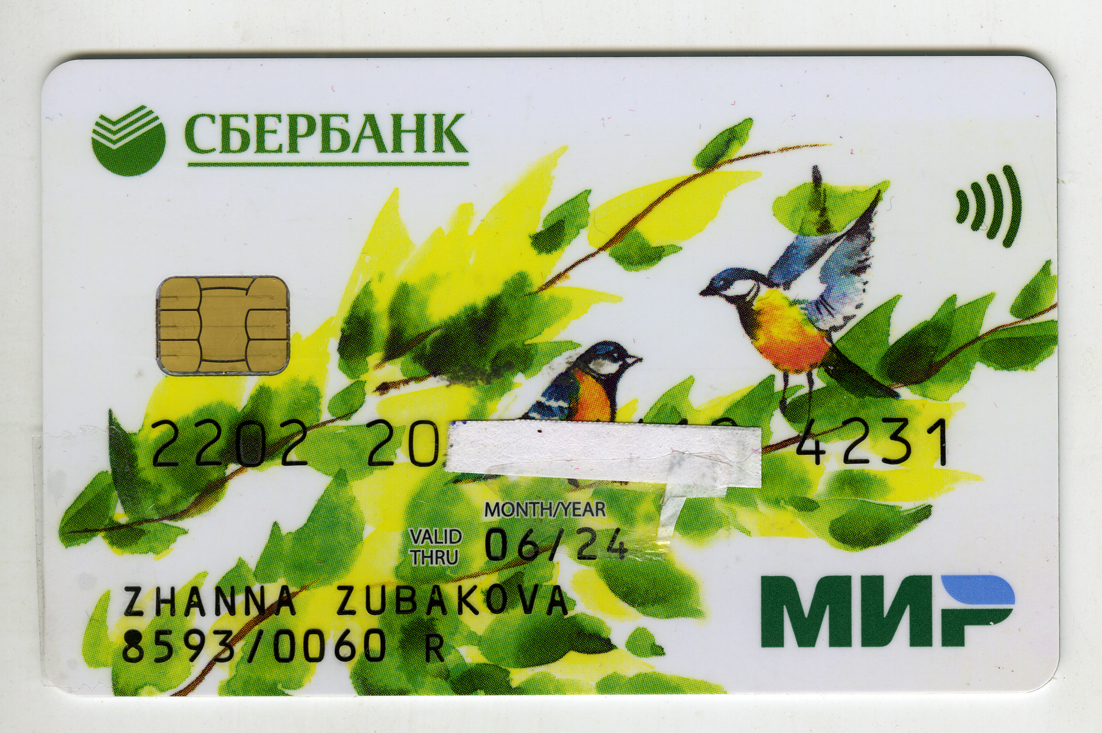 СБЕРБАНК
2202 20 4231
MONTH/YEAR
VALID THRU 06/24
ZHANNA ZUBAKOVA
8593/0060 R
МИР